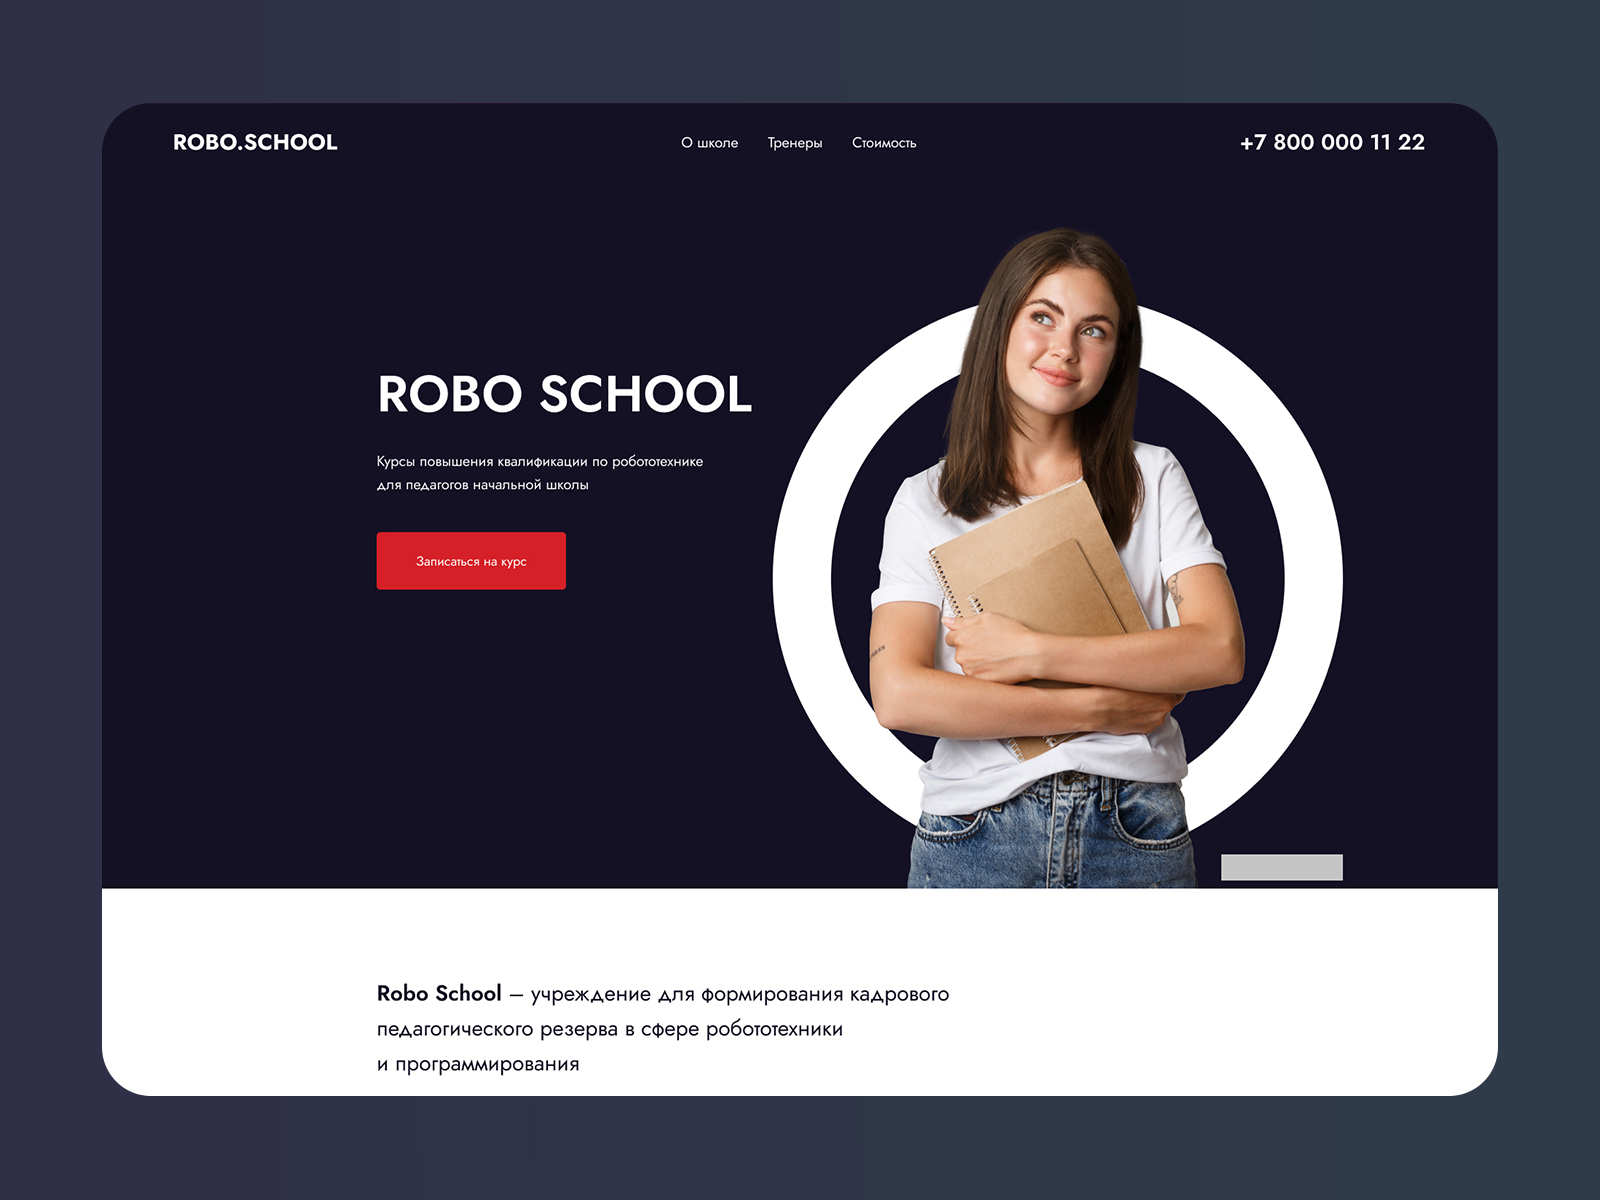 ROBO.SCHOOL
О школе Тренеры Стоимость
+7 800 000 11 22
ROBO SCHOOL
Курсы повышения квалификации по робототехнике
для педагогов начальной школы
Записаться на курс
Robo School – учреждение для формирования кадрового
педагогического резерва в сфере робототехники
и программирования